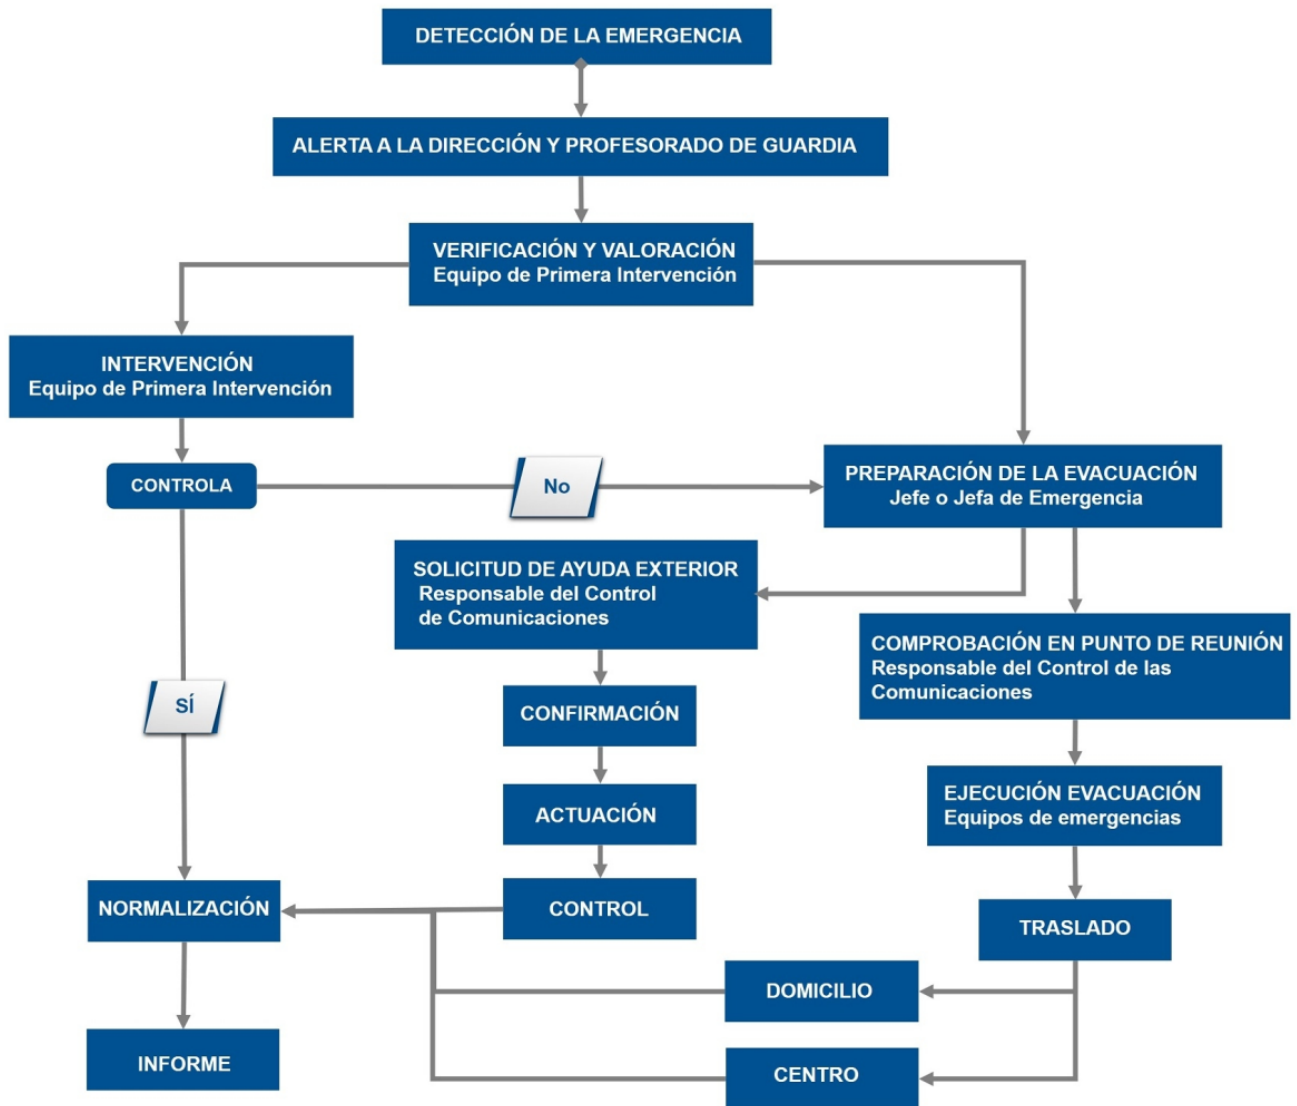 DETECCIÓN DE LA EMERGENCIA
ALERTA A LA DIRECCIÓN Y PROFESORADO DE GUARDIA
VERIFICACIÓN Y VALORACIÓN
Equipo de Primera Intervención
INTERVENCIÓN
Equipo de Primera Intervención
CONTROLA
No
PREPARACIÓN DE LA EVACUACIÓN
Jefe o Jefa de Emergencia
SOLICITUD DE AYUDA EXTERIOR
Responsable del Control
de Comunicaciones
COMPROBACIÓN EN PUNTO DE REUNIÓN
Responsable del Control de las
Comunicaciones
SÍ
CONFIRMACIÓN
EJECUCIÓN EVACUACIÓN
Equipos de emergencias
ACTUACIÓN
NORMALIZACIÓN
CONTROL
TRASLADO
DOMICILIO
INFORME
CENTRO